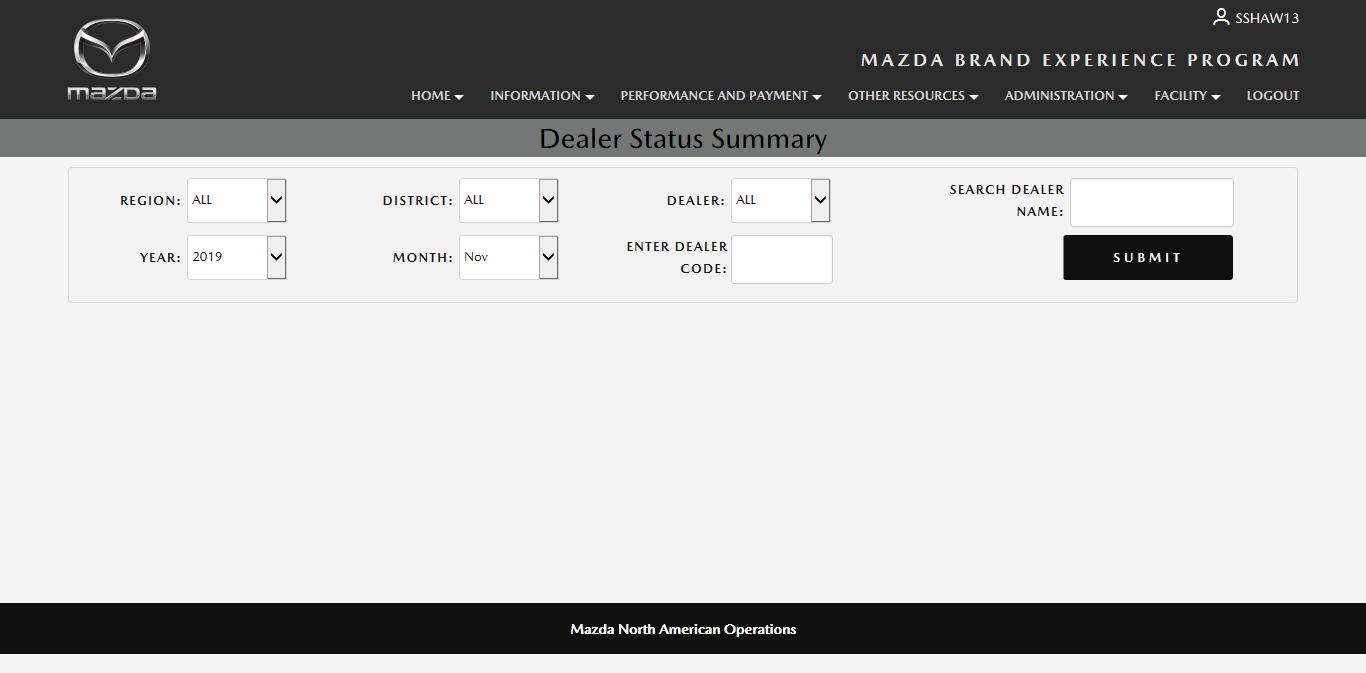 SSHAW13
mazda
MAZDA BRAND EXPERIENCE PROGRAM
HOME INFORMATION PERFORMANCE AND PAYMENT OTHER RESOURCES ADMINISTRATION FACILITY LOGOUT
Dealer Status Summary
REGION: ALL DISTRICT: ALL DEALER: ALL SEARCH DEALER
NAME:
YEAR: 2019 MONTH: Nov ENTER DEALER
CODE:
SUBMIT
Mazda North American Operations